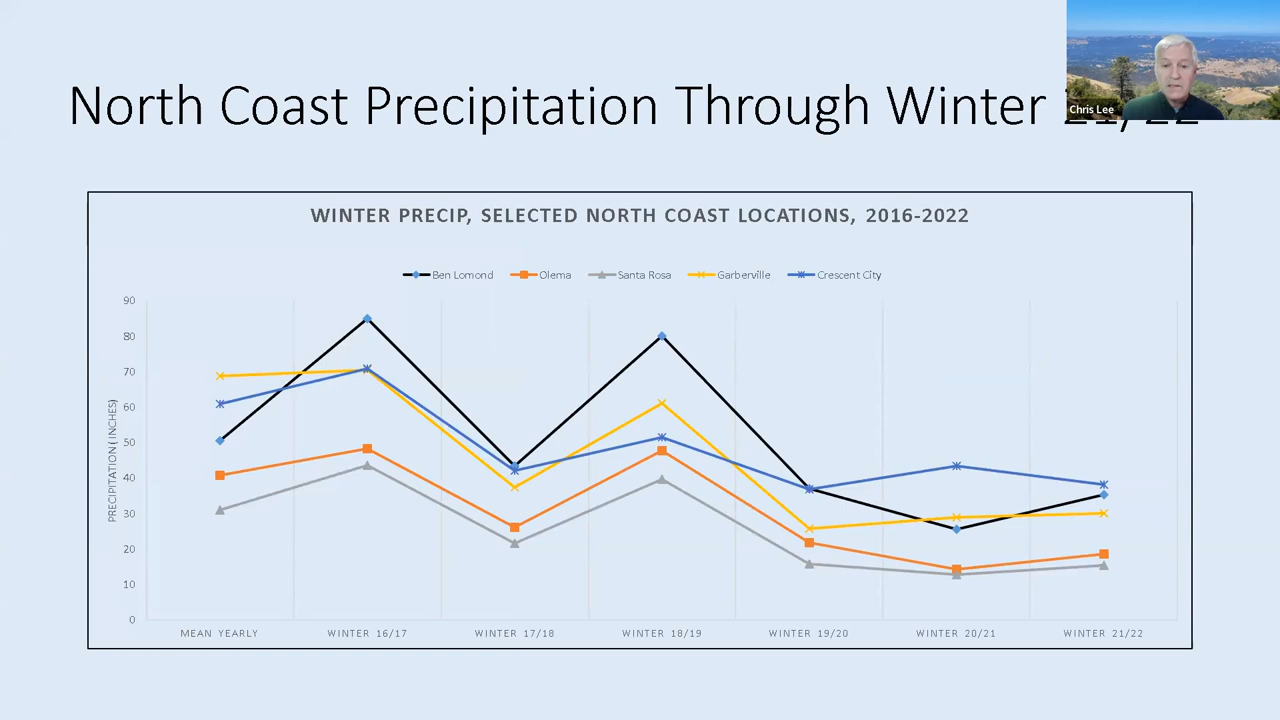 North Coast Precipitation Through Winter 21/22
Chris Lee
WINTER PRECIP, SELECTED NORTH COAST LOCATIONS, 2016-2022
Ben Lomond Olema Santa Rosa Garberville Crescent City
PRECIPITATION (INCHES)
90
80
70
60
50
40
30
20
10
0
MEAN YEARLY WINTER 16/17 WINTER 17/18 WINTER 18/19 WINTER 19/20 WINTER 20/21 WINTER 21/22